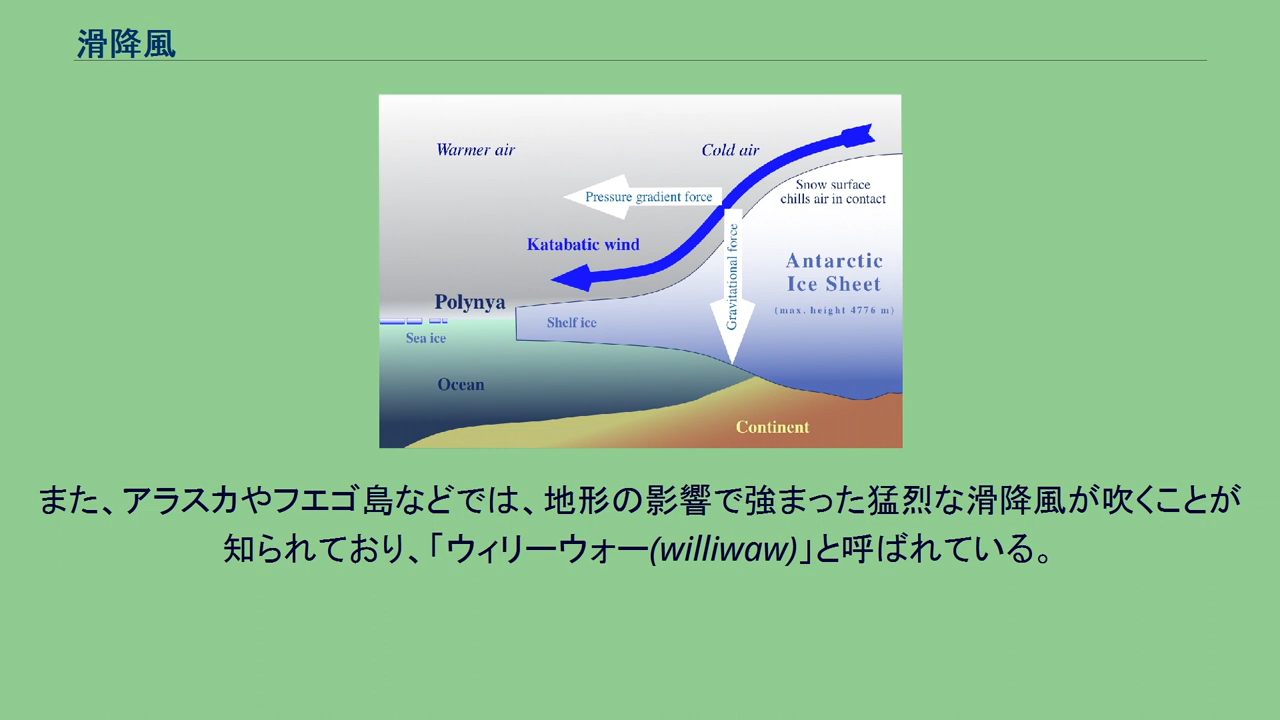 滑降風
Warmer air
Cold air
Snow surface
chills air in contact
Pressure gradient force
Katabatic wind
Gravitational force
Antarctic
Ice Sheet
(max. height 4776 m)
Polynya
Shelf ice
Sea ice
Ocean
Continent
また、アラスカやフエゴ島などでは、地形の影響で強まった猛烈な滑降風が吹くことが
知られており、「ウィリーウォー(williwaw)」と呼ばれている。